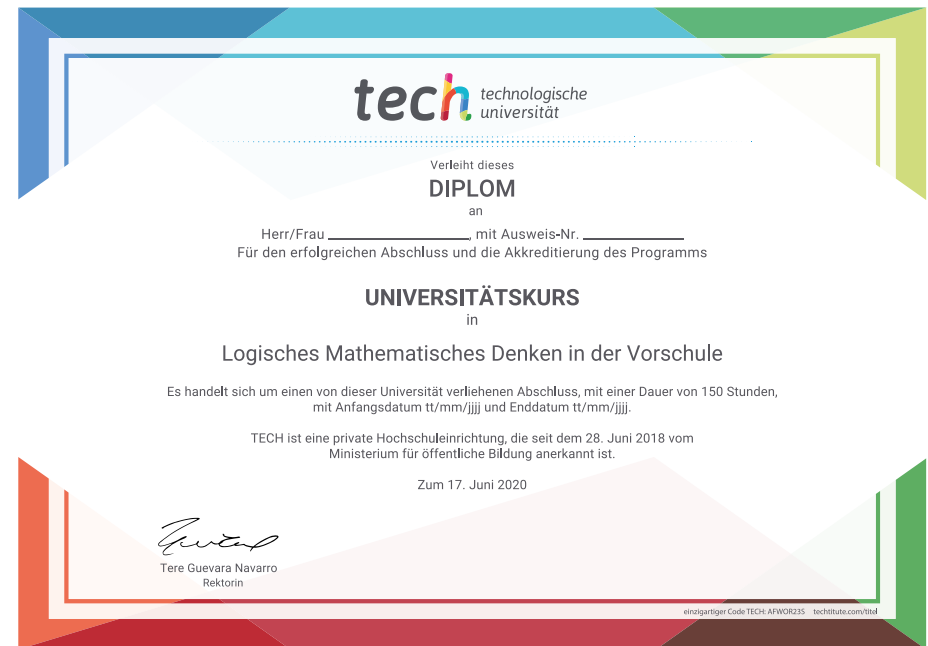 tech technologische
universität
Verleiht dieses
DIPLOM
an
Herr/Frau ________________, mit Ausweis-Nr. ____________
Für den erfolgreichen Abschluss und die Akkreditierung des Programms
UNIVERSITÄTSKURS
in
Logisches Mathematisches Denken in der Vorschule
Es handelt sich um einen von dieser Universität verliehenen Abschluss, mit einer Dauer von 150 Stunden,
mit Anfangsdatum tt/mm/jjjj und Enddatum tt/mm/jjjj.
TECH ist eine private Hochschuleinrichtung, die seit dem 28. Juni 2018 vom
Ministerium für öffentliche Bildung anerkannt ist.
Zum 17. Juni 2020
Tere Guevara Navarro
Rektorin
einzigartiger Code TECH: AFWOR23S techtitute.com/titel